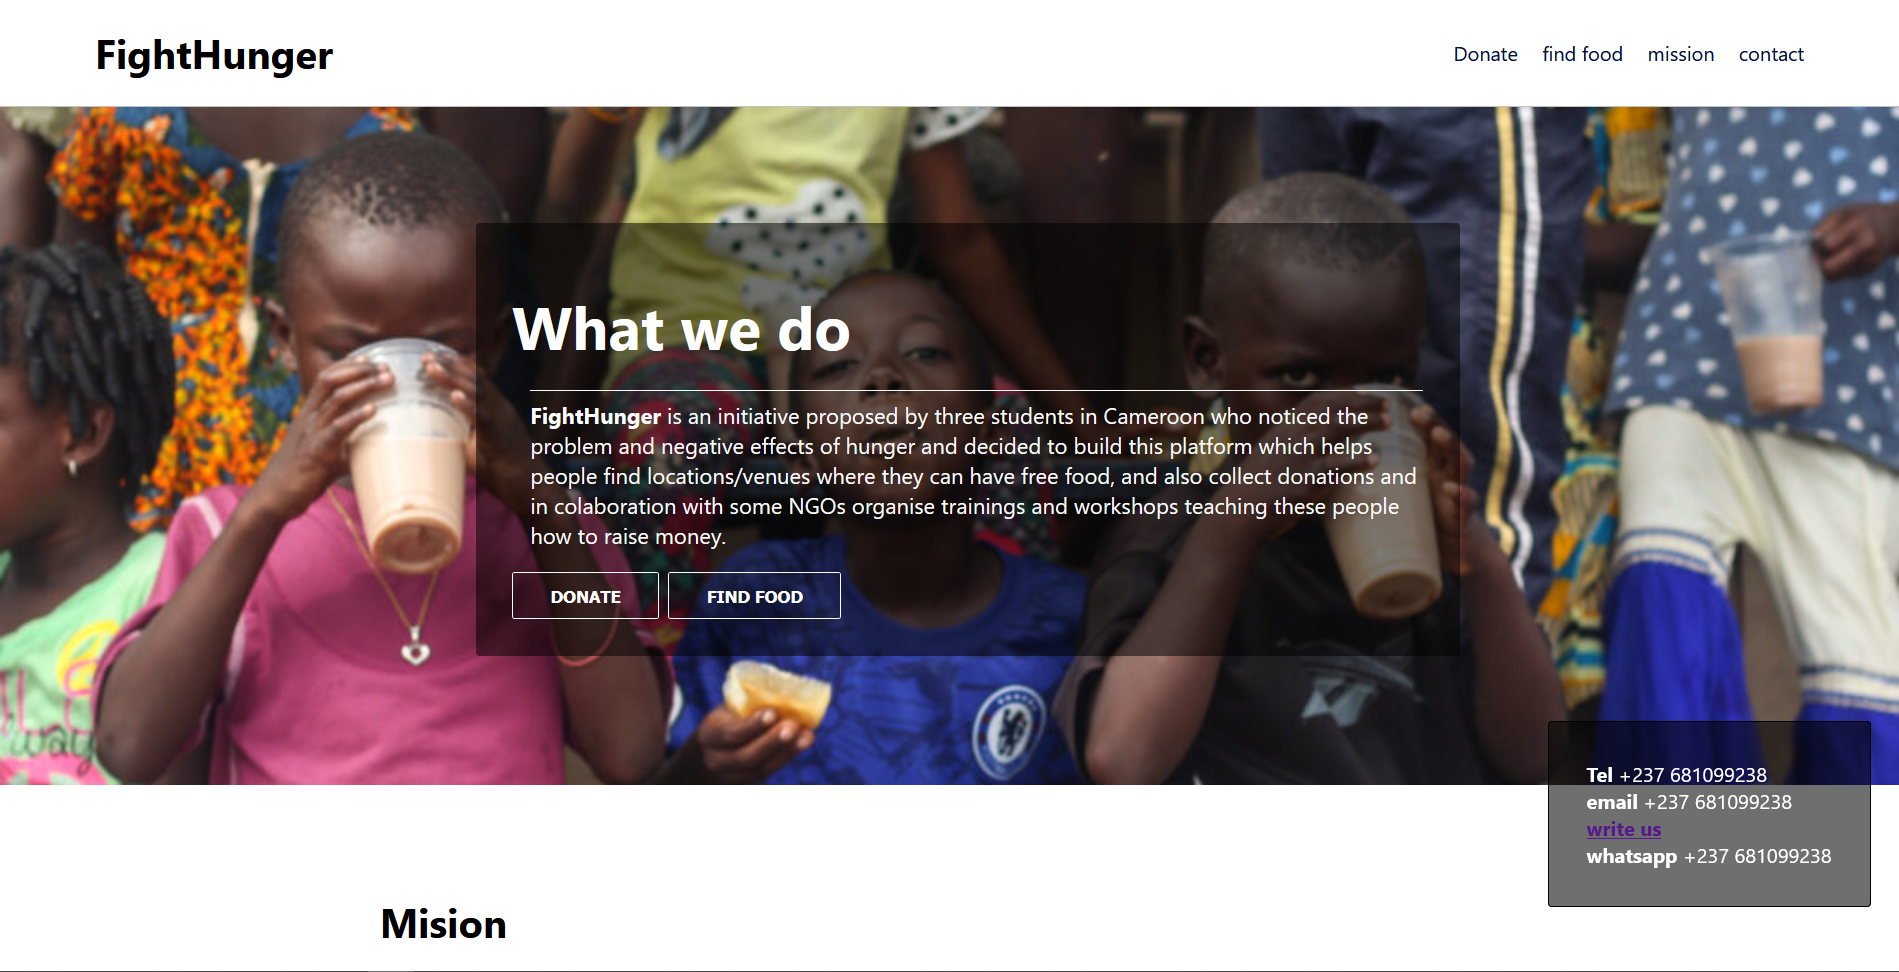 FightHunger
Donate find food mission contact
What we do
FightHunger is an initiative proposed by three students in Cameroon who noticed the
problem and negative effects of hunger and decided to build this platform which helps
people find locations/venues where they can have free food, and also collect donations and
in colaboration with some NGOs organise trainings and workshops teaching these people
how to raise money.
DONATE FIND FOOD
way
Tel +237 681099238
email +237 681099238
write us
whatsapp +237 681099238
Mision